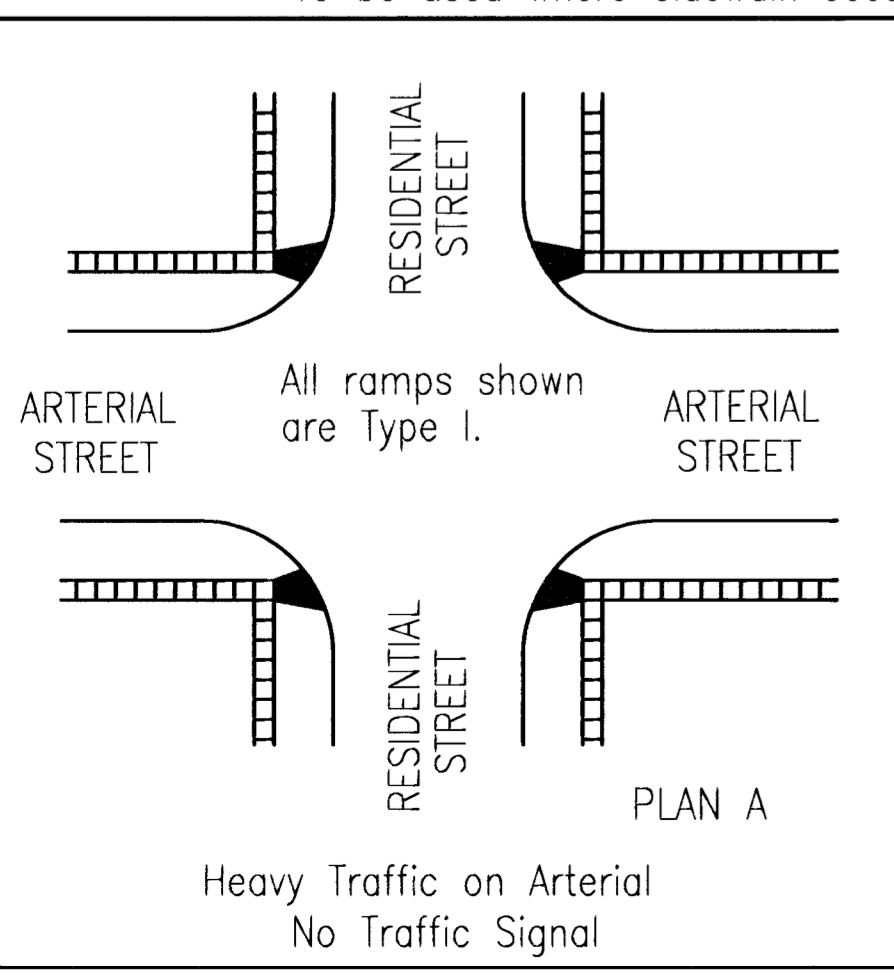 RESIDENTIAL
STREET
All ramps shown
are Type I.
ARTERIAL
STREET
ARTERIAL
STREET
RESIDENTIAL
STREET
PLAN A
Heavy Traffic on Arterial
No Traffic Signal